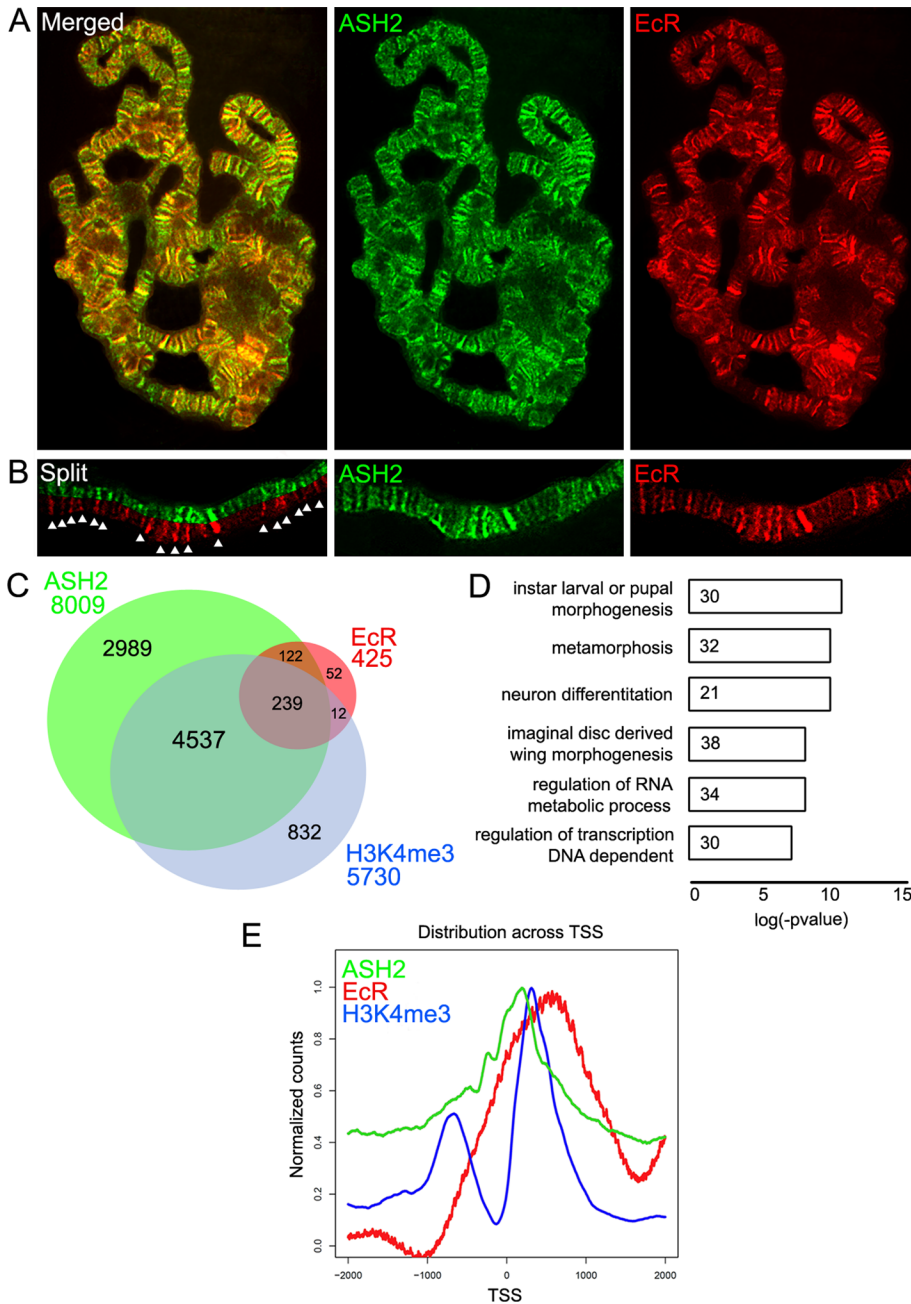 A
Merged
ASH2
EcR
B
Split
ASH2
EcR
C
ASH2
8009
2989
EcR
425
122
52
239
12
4537
832
H3K4me3
5730
D
instar larval or pupal
morphogenesis
30
metamorphosis
32
neuron differentitation
21
imaginal disc derived
wing morphogenesis
38
regulation of RNA
metabolic process
34
regulation of transcription
DNA dependent
30
0 5 10 15
log(-pvalue)
E
Distribution across TSS
ASH2
EcR
H3K4me3
Normalized counts
1.0
0.8
0.6
0.4
0.2
0.0
−2000 −1000 0 1000 2000
TSS